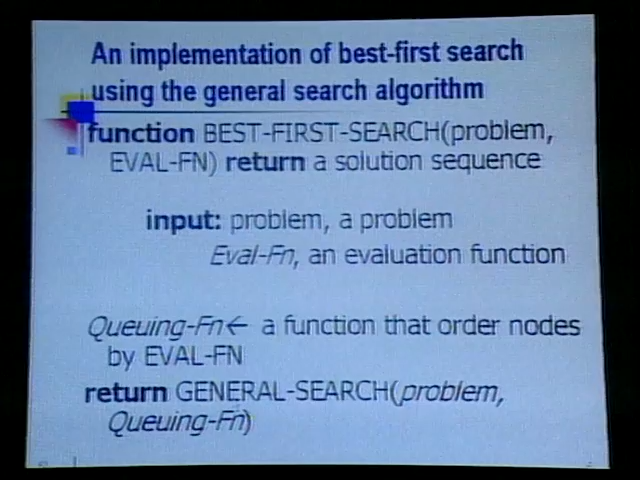 An implementation of best-first search
using the general search algorithm
function BEST-FIRST-SEARCH(problem,
EVAL-FN) return a solution sequence
input: problem, a problem
Eval-Fn, an evaluation function
Queuing-Fn← a function that order nodes
by EVAL-FN
return GENERAL-SEARCH(problem,
Queuing-Fn)